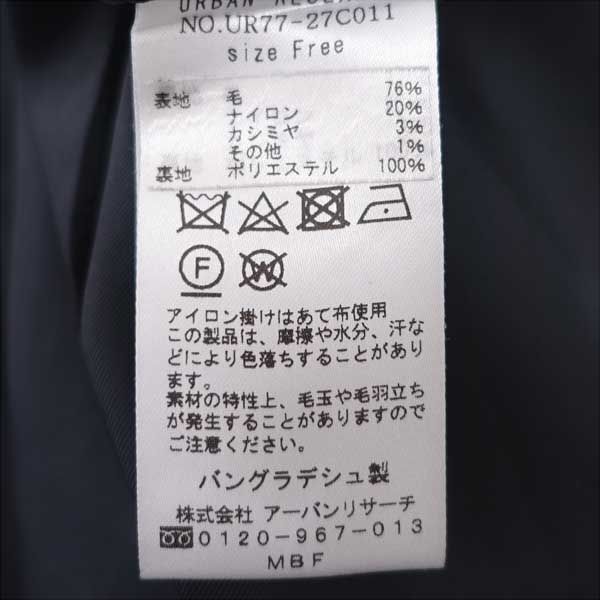 NO.UR77-27C011
size Free
表地 毛 76%
ナイロン 20%
カシミヤ 3%
その他 1%
裏地 ポリエステル 100%
F W
アイロン掛けはあて布使用
この製品は、摩擦や水分、汗な
どにより色落ちすることがあり
ます。
素材の特性上、毛玉や毛羽立ち
が発生することがありますので
ご注意ください。
バングラデシュ製
株式会社 アーバンリサーチ
0120-967-013
MBF